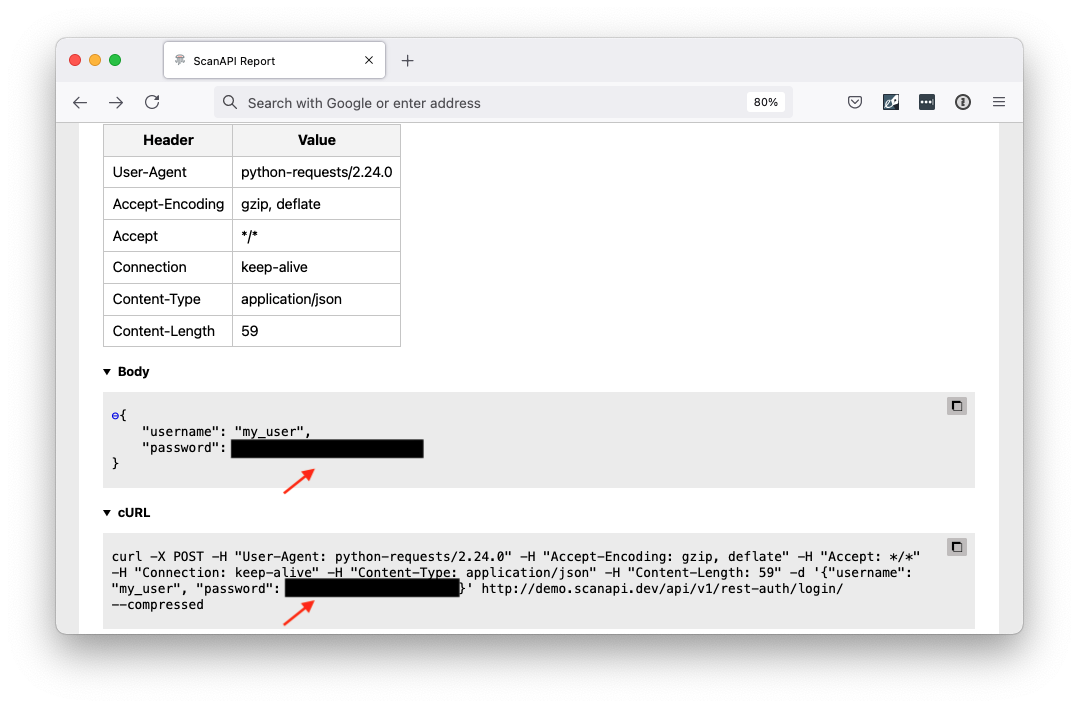 ScanAPI Report
Search with Google or enter address
80%
Header Value
User-Agent python-requests/2.24.0
Accept-Encoding gzip, deflate
Accept */*
Connection keep-alive
Content-Type application/json
Content-Length 59
Body
{
"username": "my_user",
"password":
}
cURL
curl -X POST -H "User-Agent: python-requests/2.24.0" -H "Accept-Encoding: gzip, deflate" -H "Accept: */*"
-H "Connection: keep-alive" -H "Content-Type: application/json" -H "Content-Length: 59" -d '{"username":
"my_user", "password": }' http://demo.scanapi.dev/api/v1/rest-auth/login/
--compressed